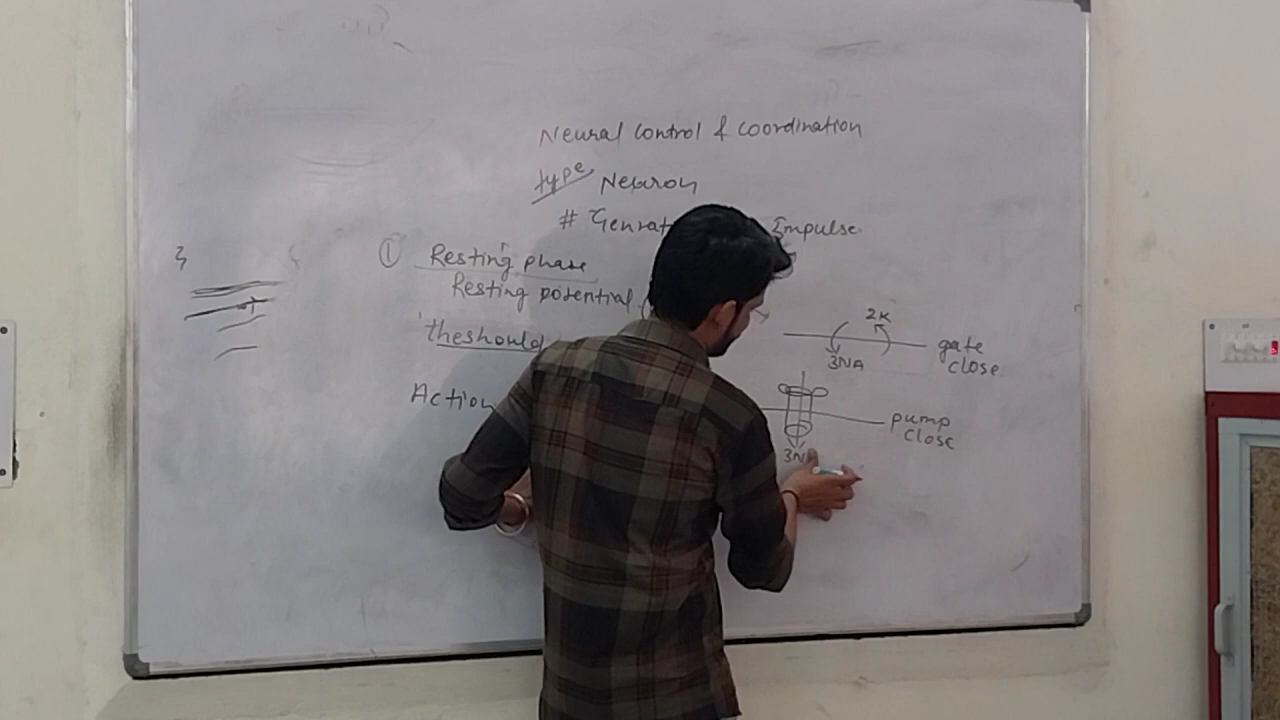 Neural control & coordination
type Neuron
# Genrat Impulse
① Resting phase
Resting potential
2K
theshould
3NA
gate
close
Action
pump
close
3N